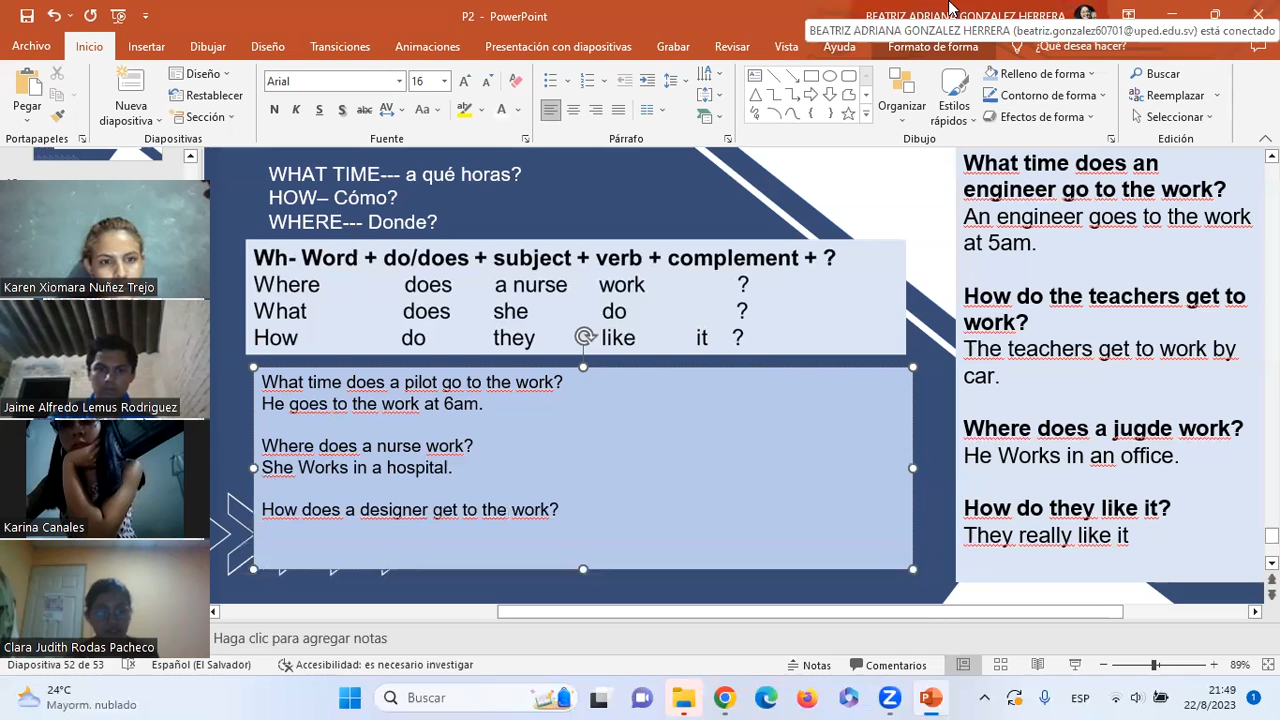 P2 - PowerPoint
BEATRIZ ADRIANA GONZALEZ HERRERA
BEATRIZ ADRIANA GONZALEZ HERRERA (beatriz.gonzalez60701@uped.edu.sv) está conectado
Archivo Inicio Insertar Dibujar Diseño Transiciones Animaciones Presentación con diapositivas Grabar Revisar Vista Ayuda Formato de forma ¿Qué desea hacer?
Pegar
Portapapeles
Nueva diapositiva
Diseño
Restablecer
Sección
Diapositivas
Arial 16
N K S S abc AV Aa A
Fuente
Párrafo
Organizar
Estilos rápidos
Relleno de forma
Contorno de forma
Efectos de forma
Dibujo
Buscar
Reemplazar
Seleccionar
Edición
WHAT TIME--- a qué horas?
HOW– Cómo?
WHERE--- Donde?
Wh- Word + do/does + subject + verb + complement + ?
Where does a nurse work ?
What does she do ?
How do they like it ?
What time does a pilot go to the work?
He goes to the work at 6am.
Where does a nurse work?
She Works in a hospital.
How does a designer get to the work?
What time does an
engineer go to the work?
An engineer goes to the work
at 5am.
How do the teachers get to
work?
The teachers get to work by
car.
Where does a jugde work?
He Works in an office.
How do they like it?
They really like it
Karen Xiomara Nuñez Trejo
Jaime Alfredo Lemus Rodriguez
Karina Canales
Clara Judith Rodas Pacheco
Haga clic para agregar notas
Diapositiva 52 de 53 Español (El Salvador) Accesibilidad: es necesario investigar Notas Comentarios 89%
24°C
Mayorm. nublado
Buscar
ESP
21:49
22/8/2023
1